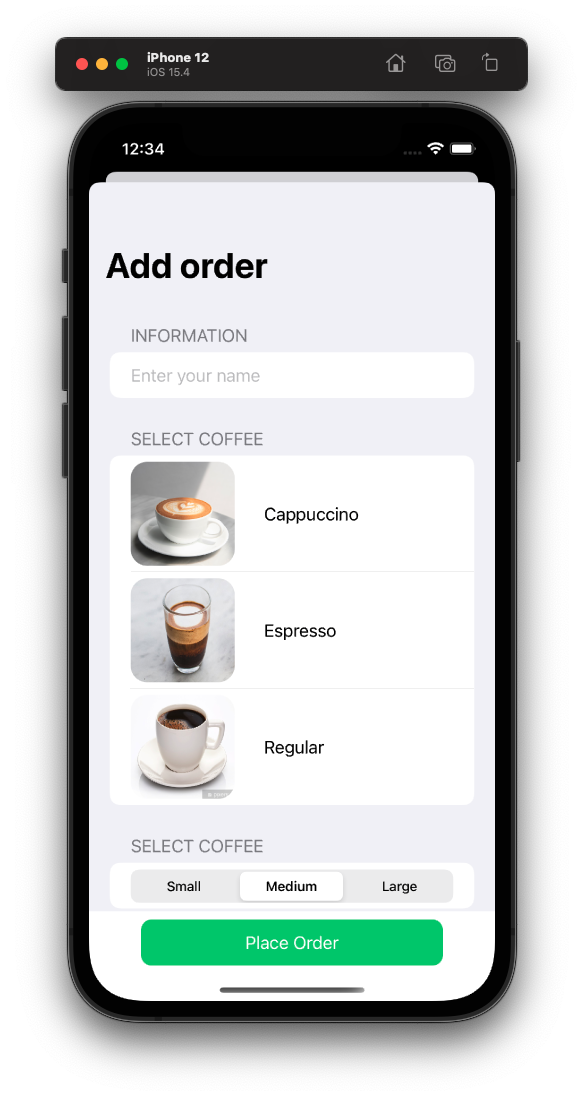 iPhone 12
iOS 15.4
12:34
Add order
INFORMATION
Enter your name
SELECT COFFEE
Cappuccino
Espresso
Regular
SELECT COFFEE
Small Medium Large
Place Order